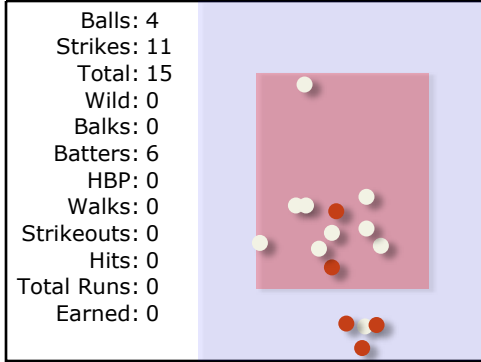 Balls: 4
Strikes: 11
Total: 15
Wild: 0
Balks: 0
Batters: 6
HBP: 0
Walks: 0
Strikeouts: 0
Hits: 0
Total Runs: 0
Earned: 0